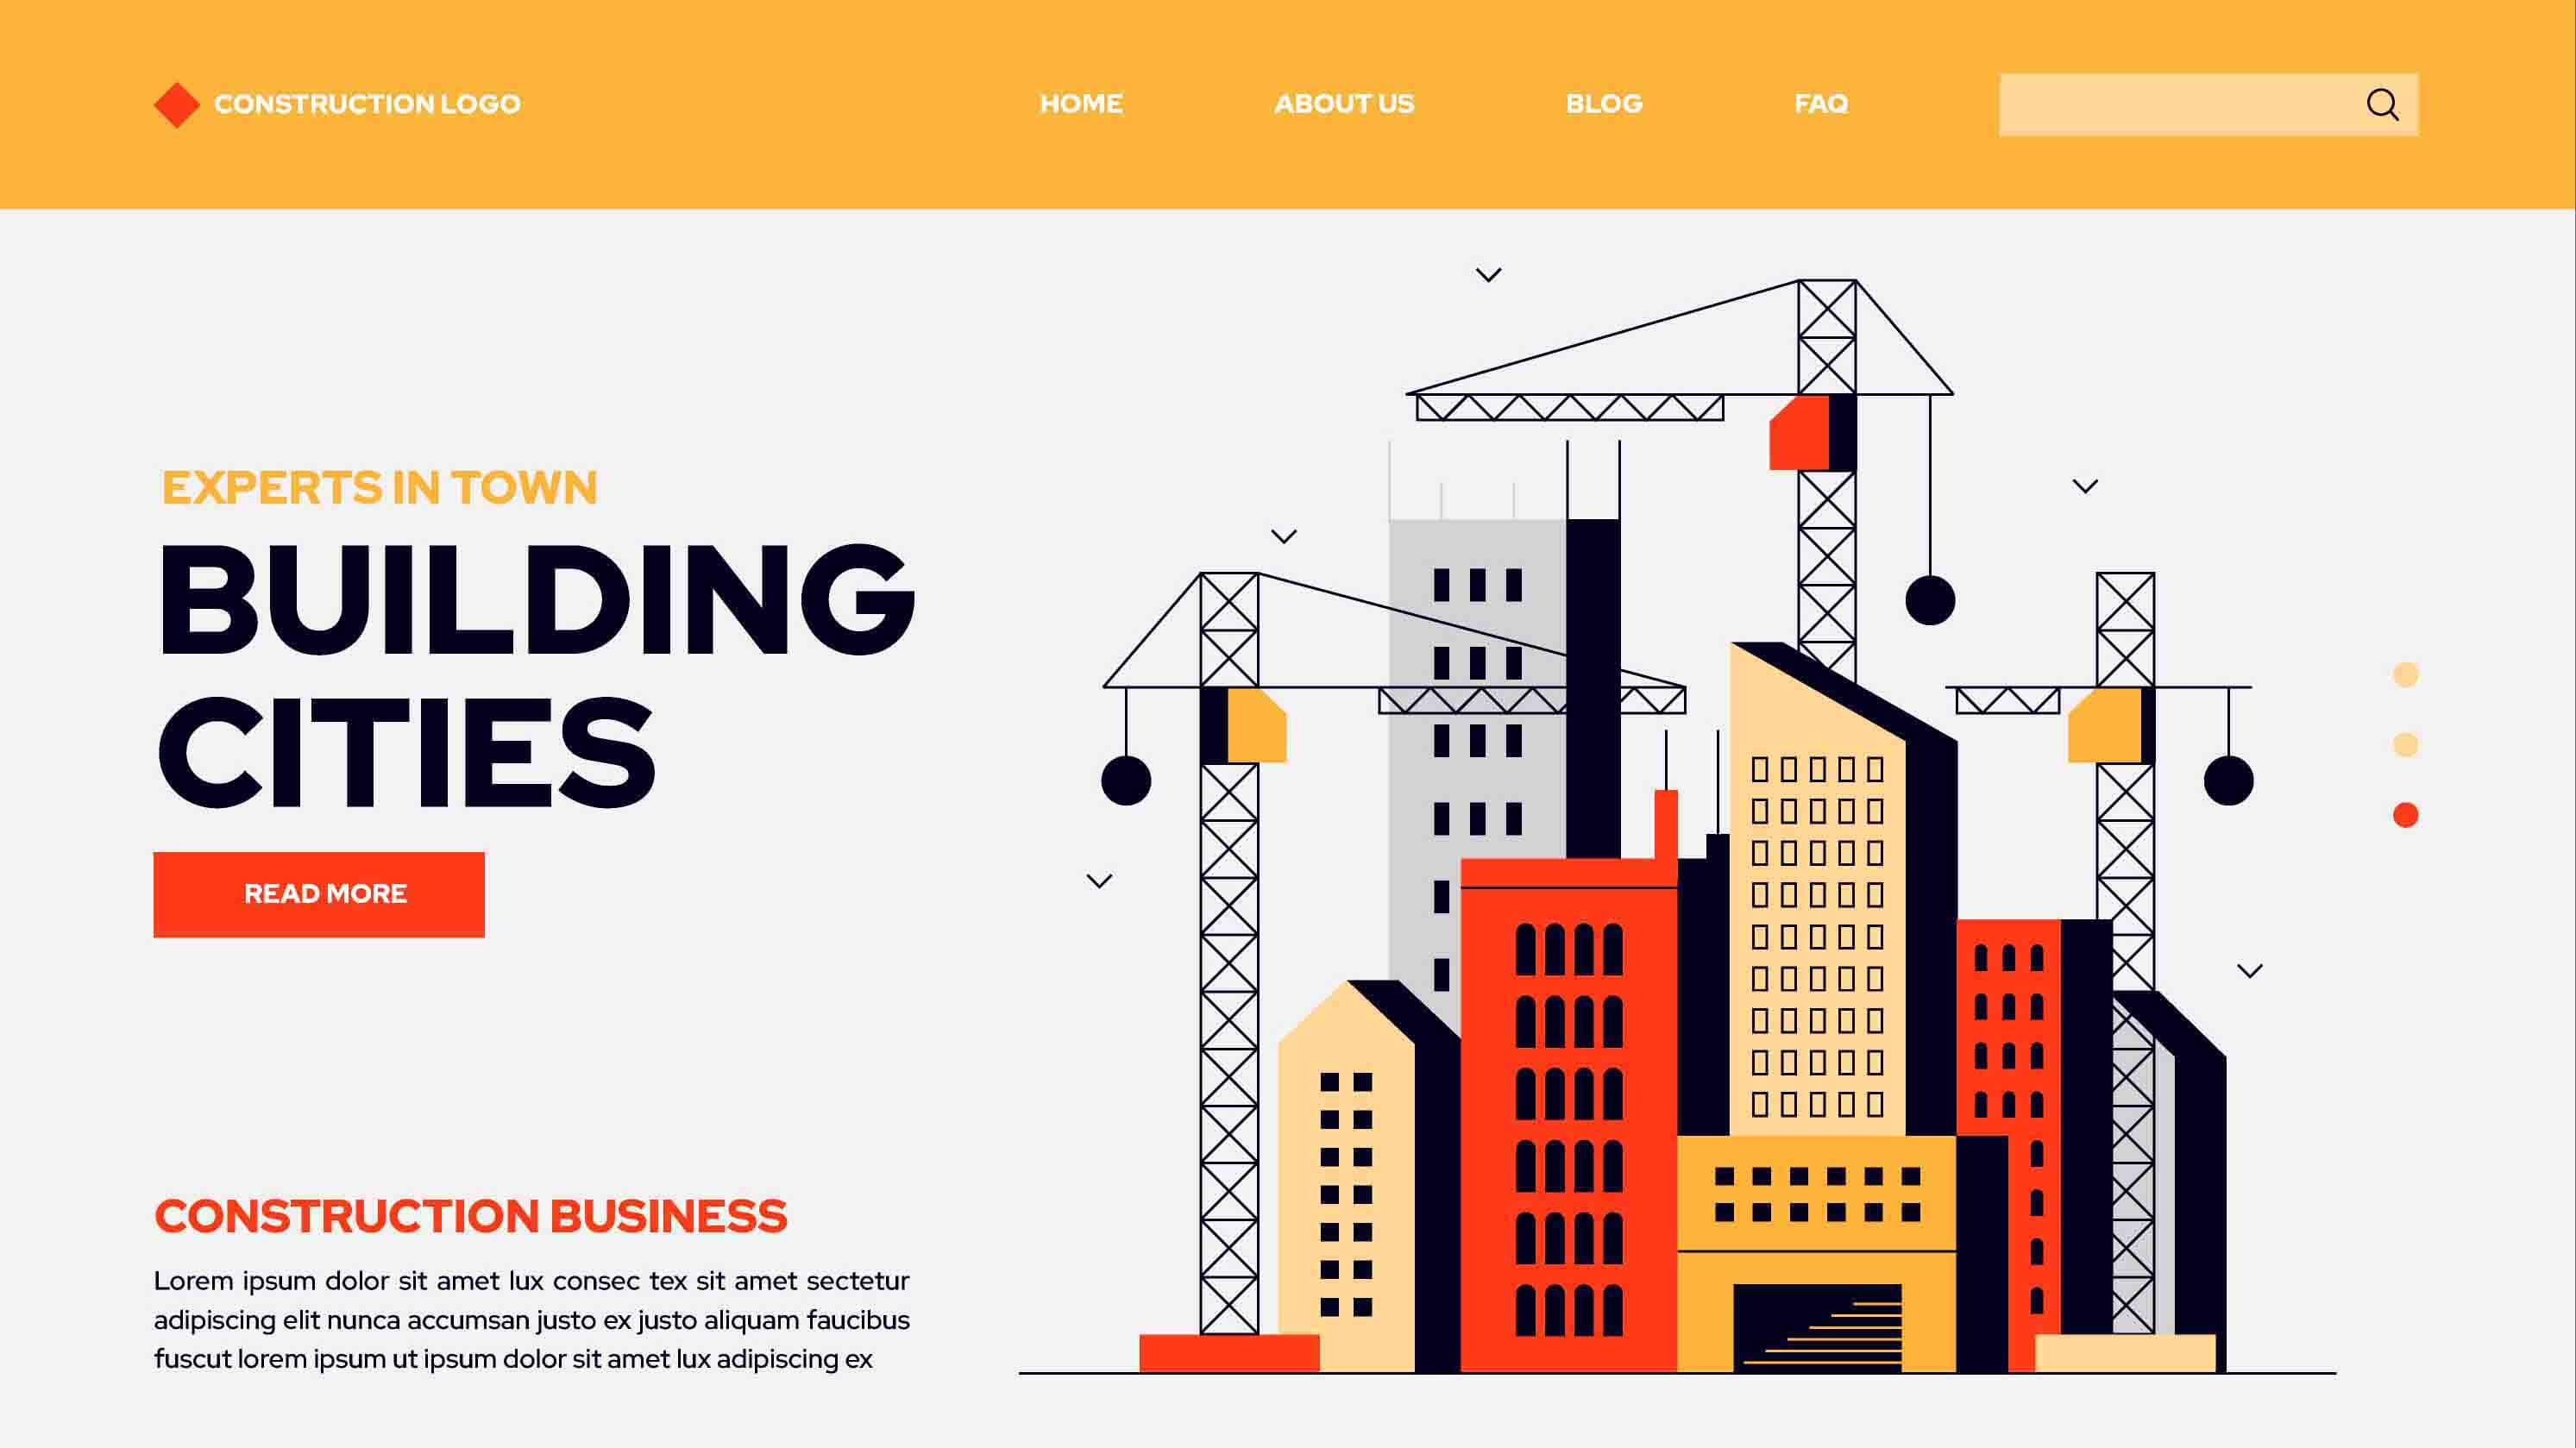 CONSTRUCTION LOGO
HOME
ABOUT US
BLOG
FAQ
EXPERTS IN TOWN
BUILDING
CITIES
READ MORE
CONSTRUCTION BUSINESS
Lorem ipsum dolor sit amet lux consec tex sit amet sectetur
adipiscing elit nunca accumsan justo ex justo aliquam faucibus
fuscut lorem ipsum ut ipsum dolor sit amet lux adipiscing ex